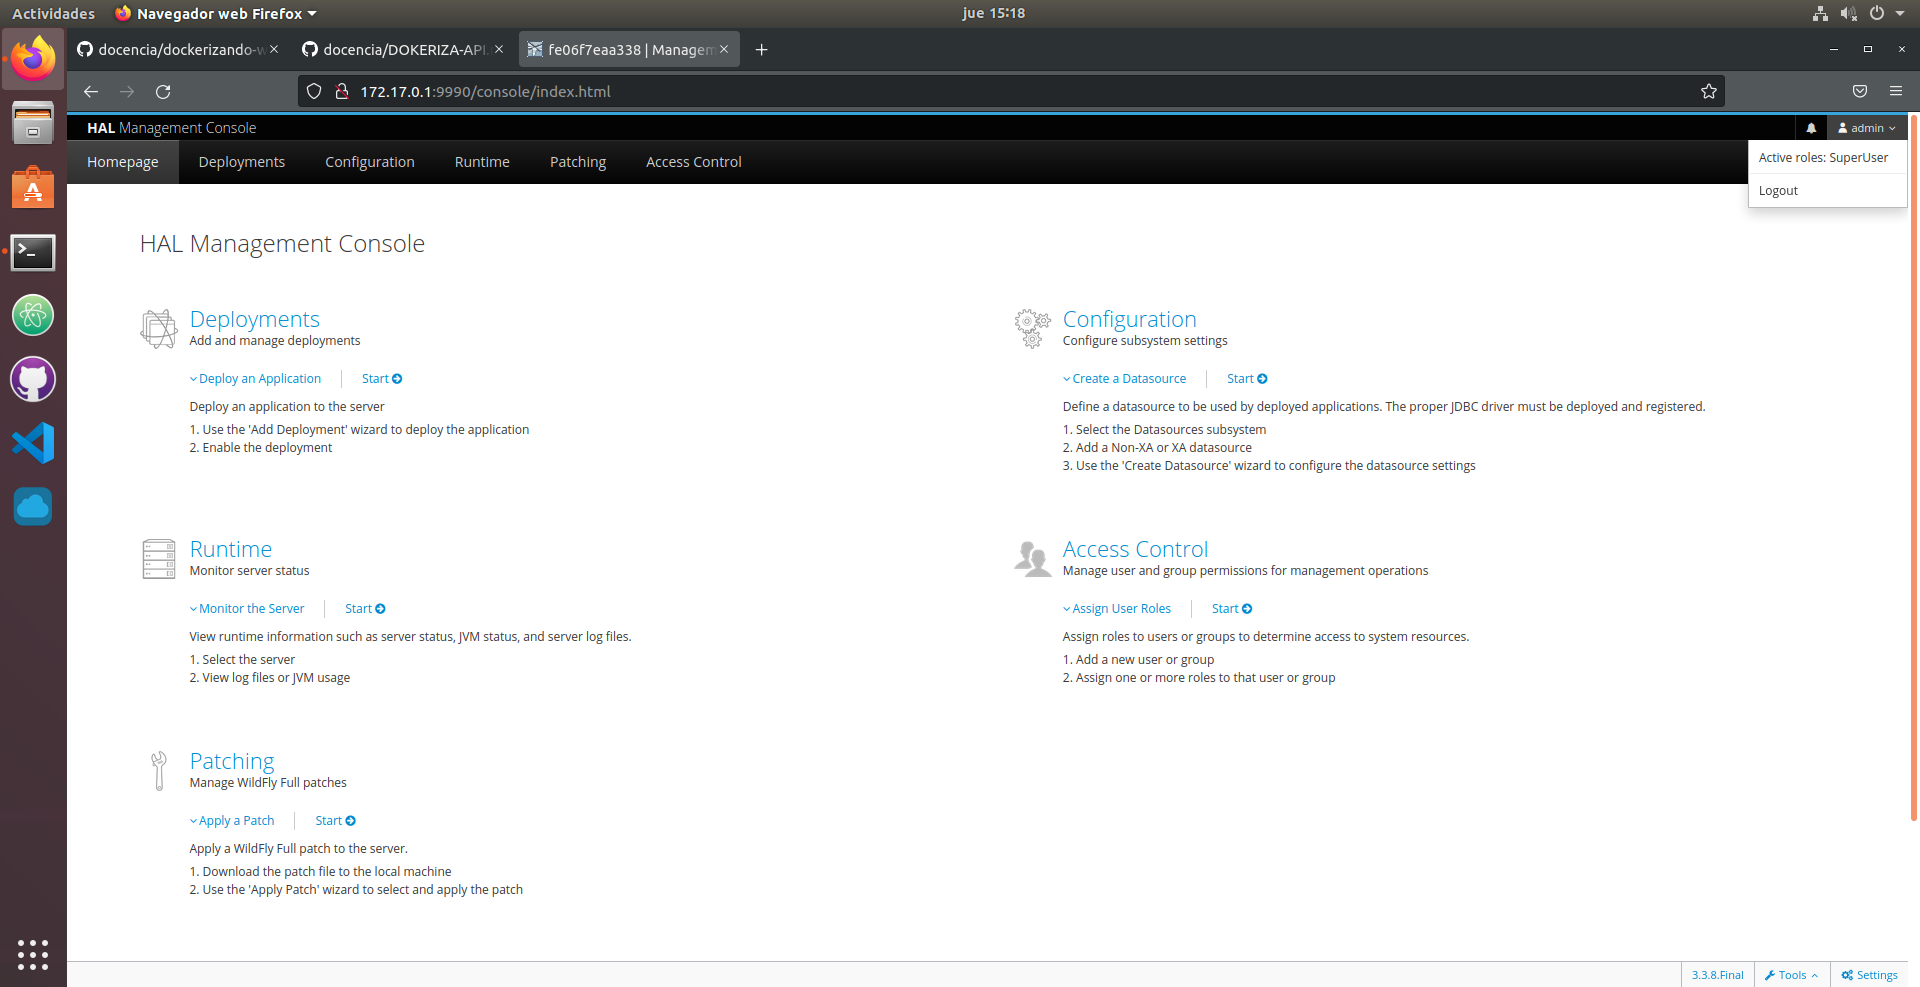 Actividades
Navegador web Firefox
jue 15:18
docencia/dockerizando-w
docencia/DOKERIZA-API.
fe06f7eaa338 | Managem
172.17.0.1:9990/console/index.html
HAL Management Console
admin
Homepage
Deployments
Configuration
Runtime
Patching
Access Control
Active roles: SuperUser
Logout
HAL Management Console
Deployments
Add and manage deployments
Deploy an Application
Start
Deploy an application to the server
1. Use the 'Add Deployment' wizard to deploy the application
2. Enable the deployment
Configuration
Configure subsystem settings
Create a Datasource
Start
Define a datasource to be used by deployed applications. The proper JDBC driver must be deployed and registered.
1. Select the Datasources subsystem
2. Add a Non-XA or XA datasource
3. Use the 'Create Datasource' wizard to configure the datasource settings
Runtime
Monitor server status
Monitor the Server
Start
View runtime information such as server status, JVM status, and server log files.
1. Select the server
2. View log files or JVM usage
Access Control
Manage user and group permissions for management operations
Assign User Roles
Start
Assign roles to users or groups to determine access to system resources.
1. Add a new user or group
2. Assign one or more roles to that user or group
Patching
Manage WildFly Full patches
Apply a Patch
Start
Apply a WildFly Full patch to the server.
1. Download the patch file to the local machine
2. Use the 'Apply Patch' wizard to select and apply the patch
3.3.8.Final
Tools
Settings